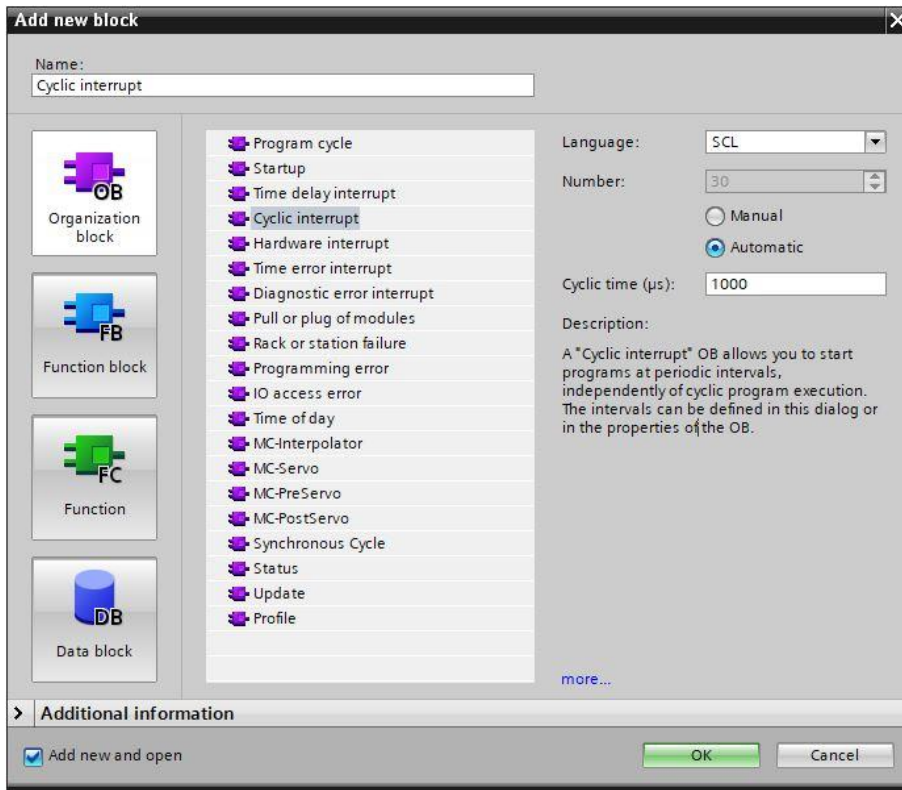 Add new block
Name:
Cyclic interrupt
OB
Organization
block
FB
Function block
FC
Function
DB
Data block
Program cycle
Startup
Time delay interrupt
Cyclic interrupt
Hardware interrupt
Time error interrupt
Diagnostic error interrupt
Pull or plug of modules
Rack or station failure
Programming error
IO access error
Time of day
MC-Interpolator
MC-Servo
MC-PreServo
MC-PostServo
Synchronous Cycle
Status
Update
Profile
Language: SCL
Number: 30
Manual
Automatic
Cyclic time (µs): 1000
Description:
A "Cyclic interrupt" OB allows you to start
programs at periodic intervals,
independently of cyclic program execution.
The intervals can be defined in this dialog or
in the properties of the OB.
more...
Additional information
Add new and open
OK
Cancel